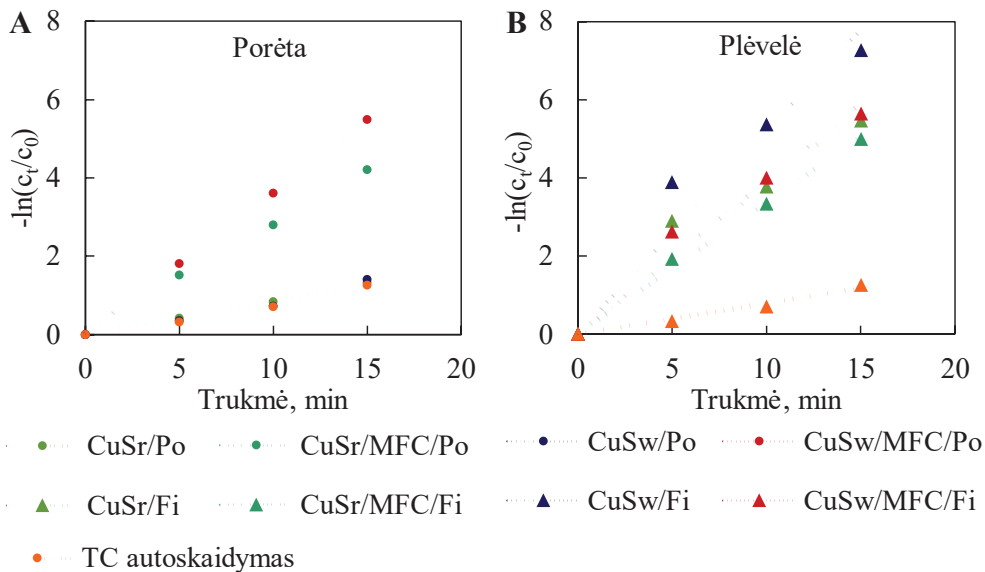 A
Porėta
-ln(cₜ/c₀)
8
6
4
2
0
0 5 10 15 20
Trukmė, min
B
Plėvelė
-ln(cₜ/c₀)
8
6
4
2
0
0 5 10 15 20
Trukmė, min
CuSr/Po CuSr/MFC/Po CuSw/Po CuSw/MFC/Po
CuSr/Fi CuSr/MFC/Fi CuSw/Fi CuSw/MFC/Fi
TC autoskaidymas